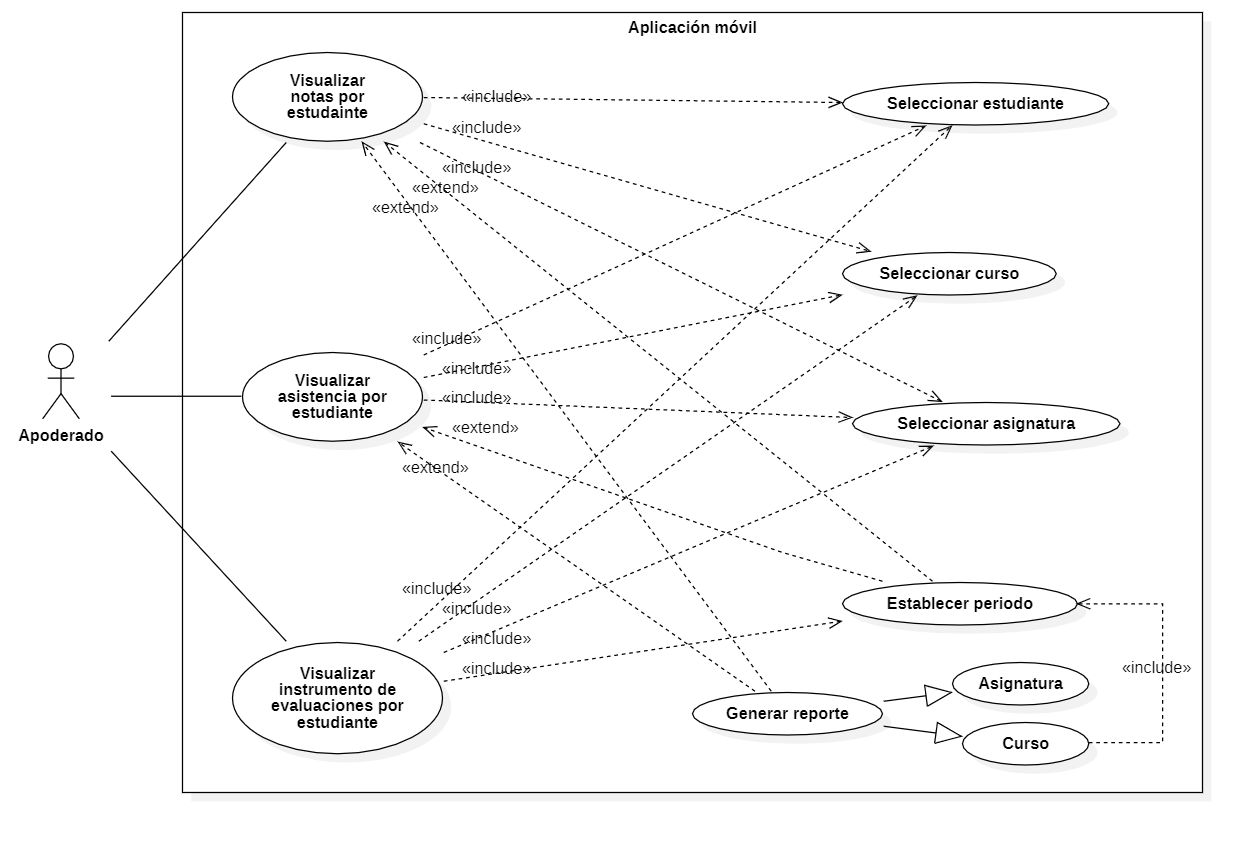 Aplicación móvil
Visualizar
notas por
estudainte
«include»
Seleccionar estudiante
«include»
«include»
«extend»
«extend»
Seleccionar curso
«include»
Visualizar
asistencia por
estudiante
«include»
«include»
Seleccionar asignatura
«extend»
Apoderado
«extend»
«include»
Establecer periodo
«include»
«include»
«include»
«include»
Visualizar
instrumento de
evaluaciones por
estudiante
Asignatura
Generar reporte
Curso